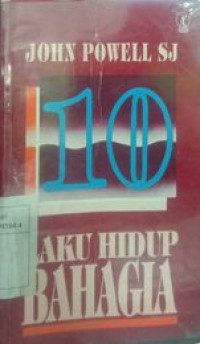 JOHN POWELL SJ
10
LAKU HIDUP
BAHAGIA